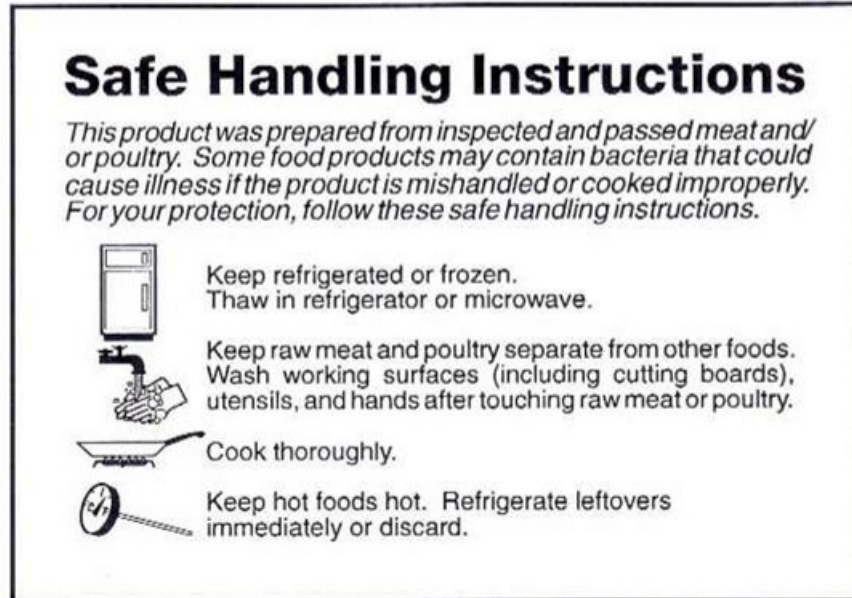 Safe Handling Instructions
This product was prepared from inspected and passed meat and/
or poultry. Some food products may contain bacteria that could
cause illness if the product is mishandled or cooked improperly.
For your protection, follow these safe handling instructions.
Keep refrigerated or frozen.
Thaw in refrigerator or microwave.
Keep raw meat and poultry separate from other foods.
Wash working surfaces (including cutting boards),
utensils, and hands after touching raw meat or poultry.
Cook thoroughly.
Keep hot foods hot. Refrigerate leftovers
immediately or discard.